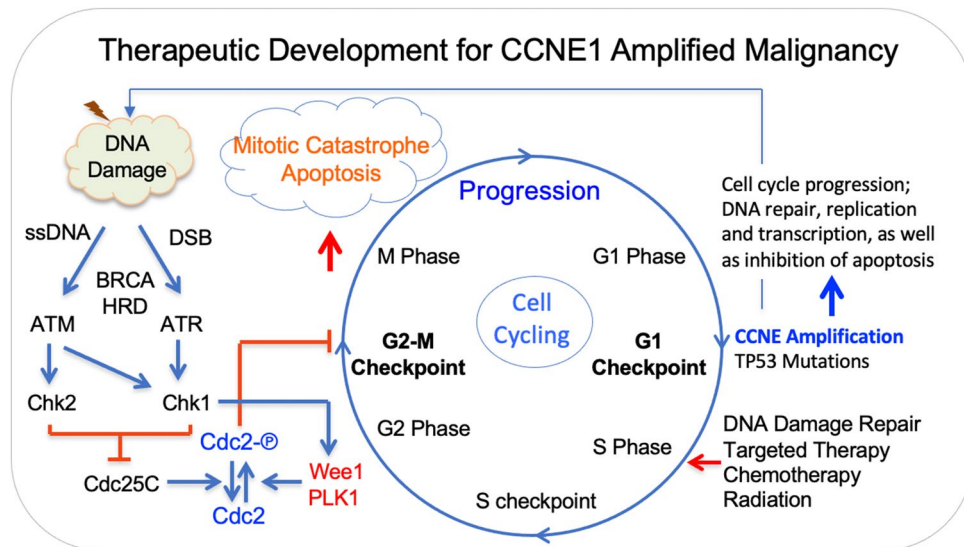 Therapeutic Development for CCNE1 Amplified Malignancy
DNA
Damage
Mitotic Catastrophe
Apoptosis
Progression
Cell cycle progression;
DNA repair, replication
and transcription, as well
as inhibition of apoptosis
ssDNA
DSB
BRCA
HRD
ATM
ATR
Chk2
Chk1
Cdc25C
Cdc2-℗
Cdc2
Wee1
PLK1
M Phase
G1 Phase
Cell
Cycling
G2-M
Checkpoint
G1
Checkpoint
G2 Phase
S Phase
S checkpoint
CCNE Amplification
TP53 Mutations
DNA Damage Repair
Targeted Therapy
Chemotherapy
Radiation